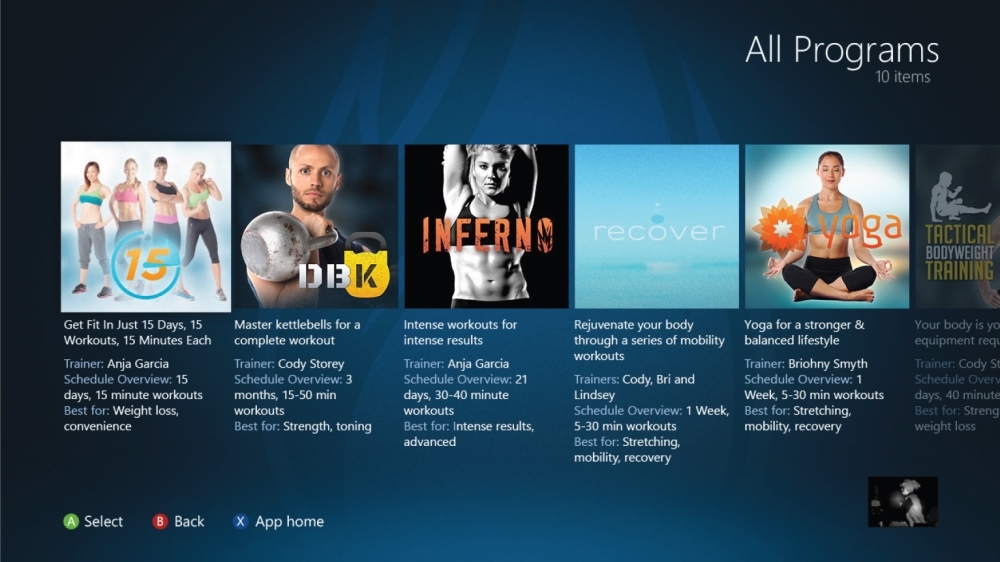 All Programs
10 items
15
DBK
INFERNO
recover
yoga
TACTICAL
BODYWEIGHT
TRAINING
Get Fit In Just 15 Days, 15
Workouts, 15 Minutes Each
Trainer: Anja Garcia
Schedule Overview: 15
days, 15 minute workouts
Best for: Weight loss,
convenience
Master kettlebells for a
complete workout
Trainer: Cody Storey
Schedule Overview: 3
months, 15-50 min
workouts
Best for: Strength, toning
Intense workouts for
intense results
Trainer: Anja Garcia
Schedule Overview: 21
days, 30-40 minute
workouts
Best for: Intense results,
advanced
Rejuvenate your body
through a series of mobility
workouts
Trainers: Cody, Bri and
Lindsey
Schedule Overview: 1 Week,
5-30 min workouts
Best for: Stretching,
mobility, recovery
Yoga for a stronger &
balanced lifestyle
Trainer: Briohny Smyth
Schedule Overview: 1
Week, 5-30 min workouts
Best for: Stretching,
mobility, recovery
Your body is yo
equipment requ
Trainer: Cody St
Schedule Overv
days, 40 minute
Best for: Streng
weight loss
A Select
B Back
X App home